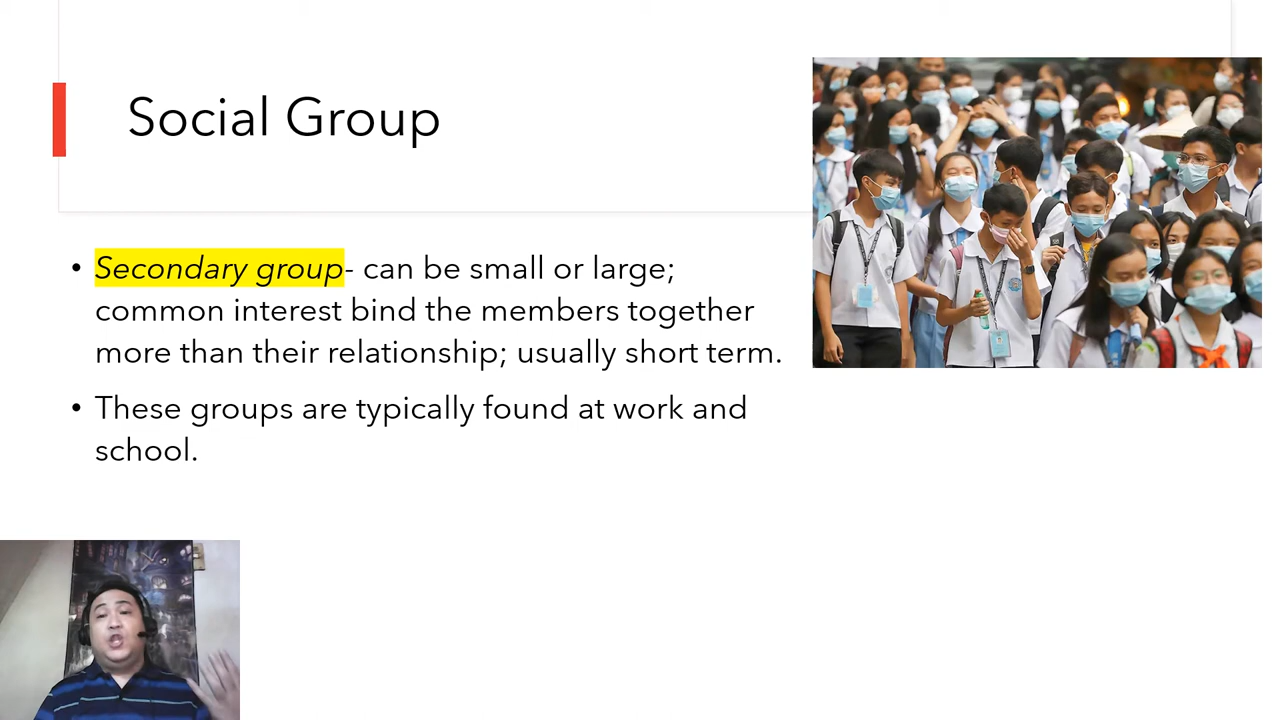 Social Group
• Secondary group- can be small or large;
common interest bind the members together
more than their relationship; usually short term.
• These groups are typically found at work and
school.